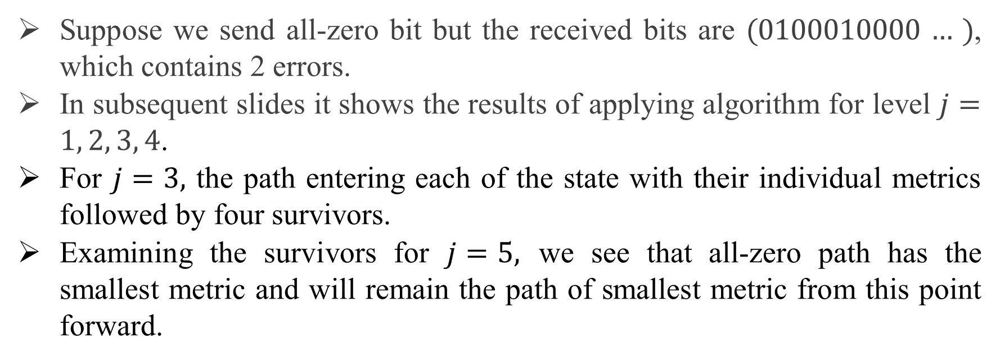 ➢ Suppose we send all-zero bit but the received bits are (0100010000 … ),
which contains 2 errors.
➢ In subsequent slides it shows the results of applying algorithm for level 𝑗 =
1, 2, 3, 4.
➢ For 𝑗 = 3, the path entering each of the state with their individual metrics
followed by four survivors.
➢ Examining the survivors for 𝑗 = 5, we see that all-zero path has the
smallest metric and will remain the path of smallest metric from this point
forward.